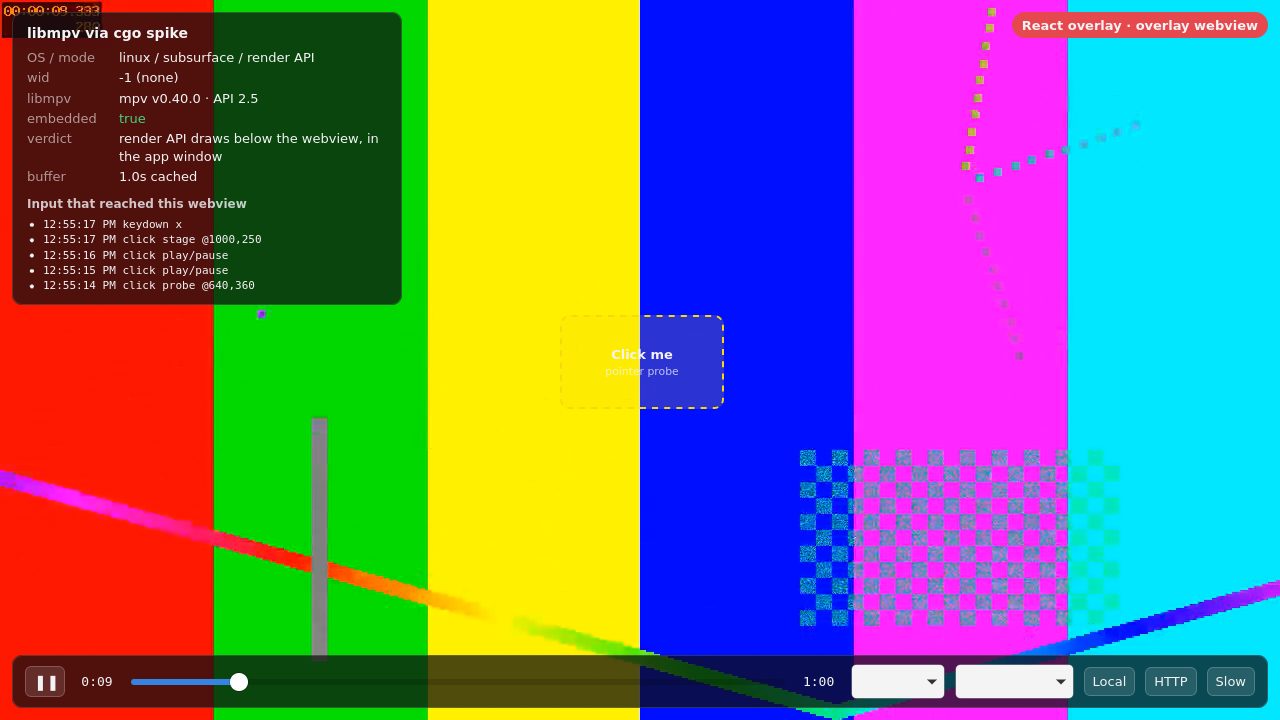 00:00:09.333
libmpv via cgo spike
React overlay · overlay webview
OS / mode linux / subsurface / render API
wid -1 (none)
libmpv mpv v0.40.0 · API 2.5
embedded true
verdict render API draws below the webview, in
the app window
buffer 1.0s cached
Input that reached this webview
• 12:55:17 PM keydown x
• 12:55:17 PM click stage @1000,250
• 12:55:16 PM click play/pause
• 12:55:15 PM click play/pause
• 12:55:14 PM click probe @640,360
Click me
pointer probe
0:09 1:00 Local HTTP Slow